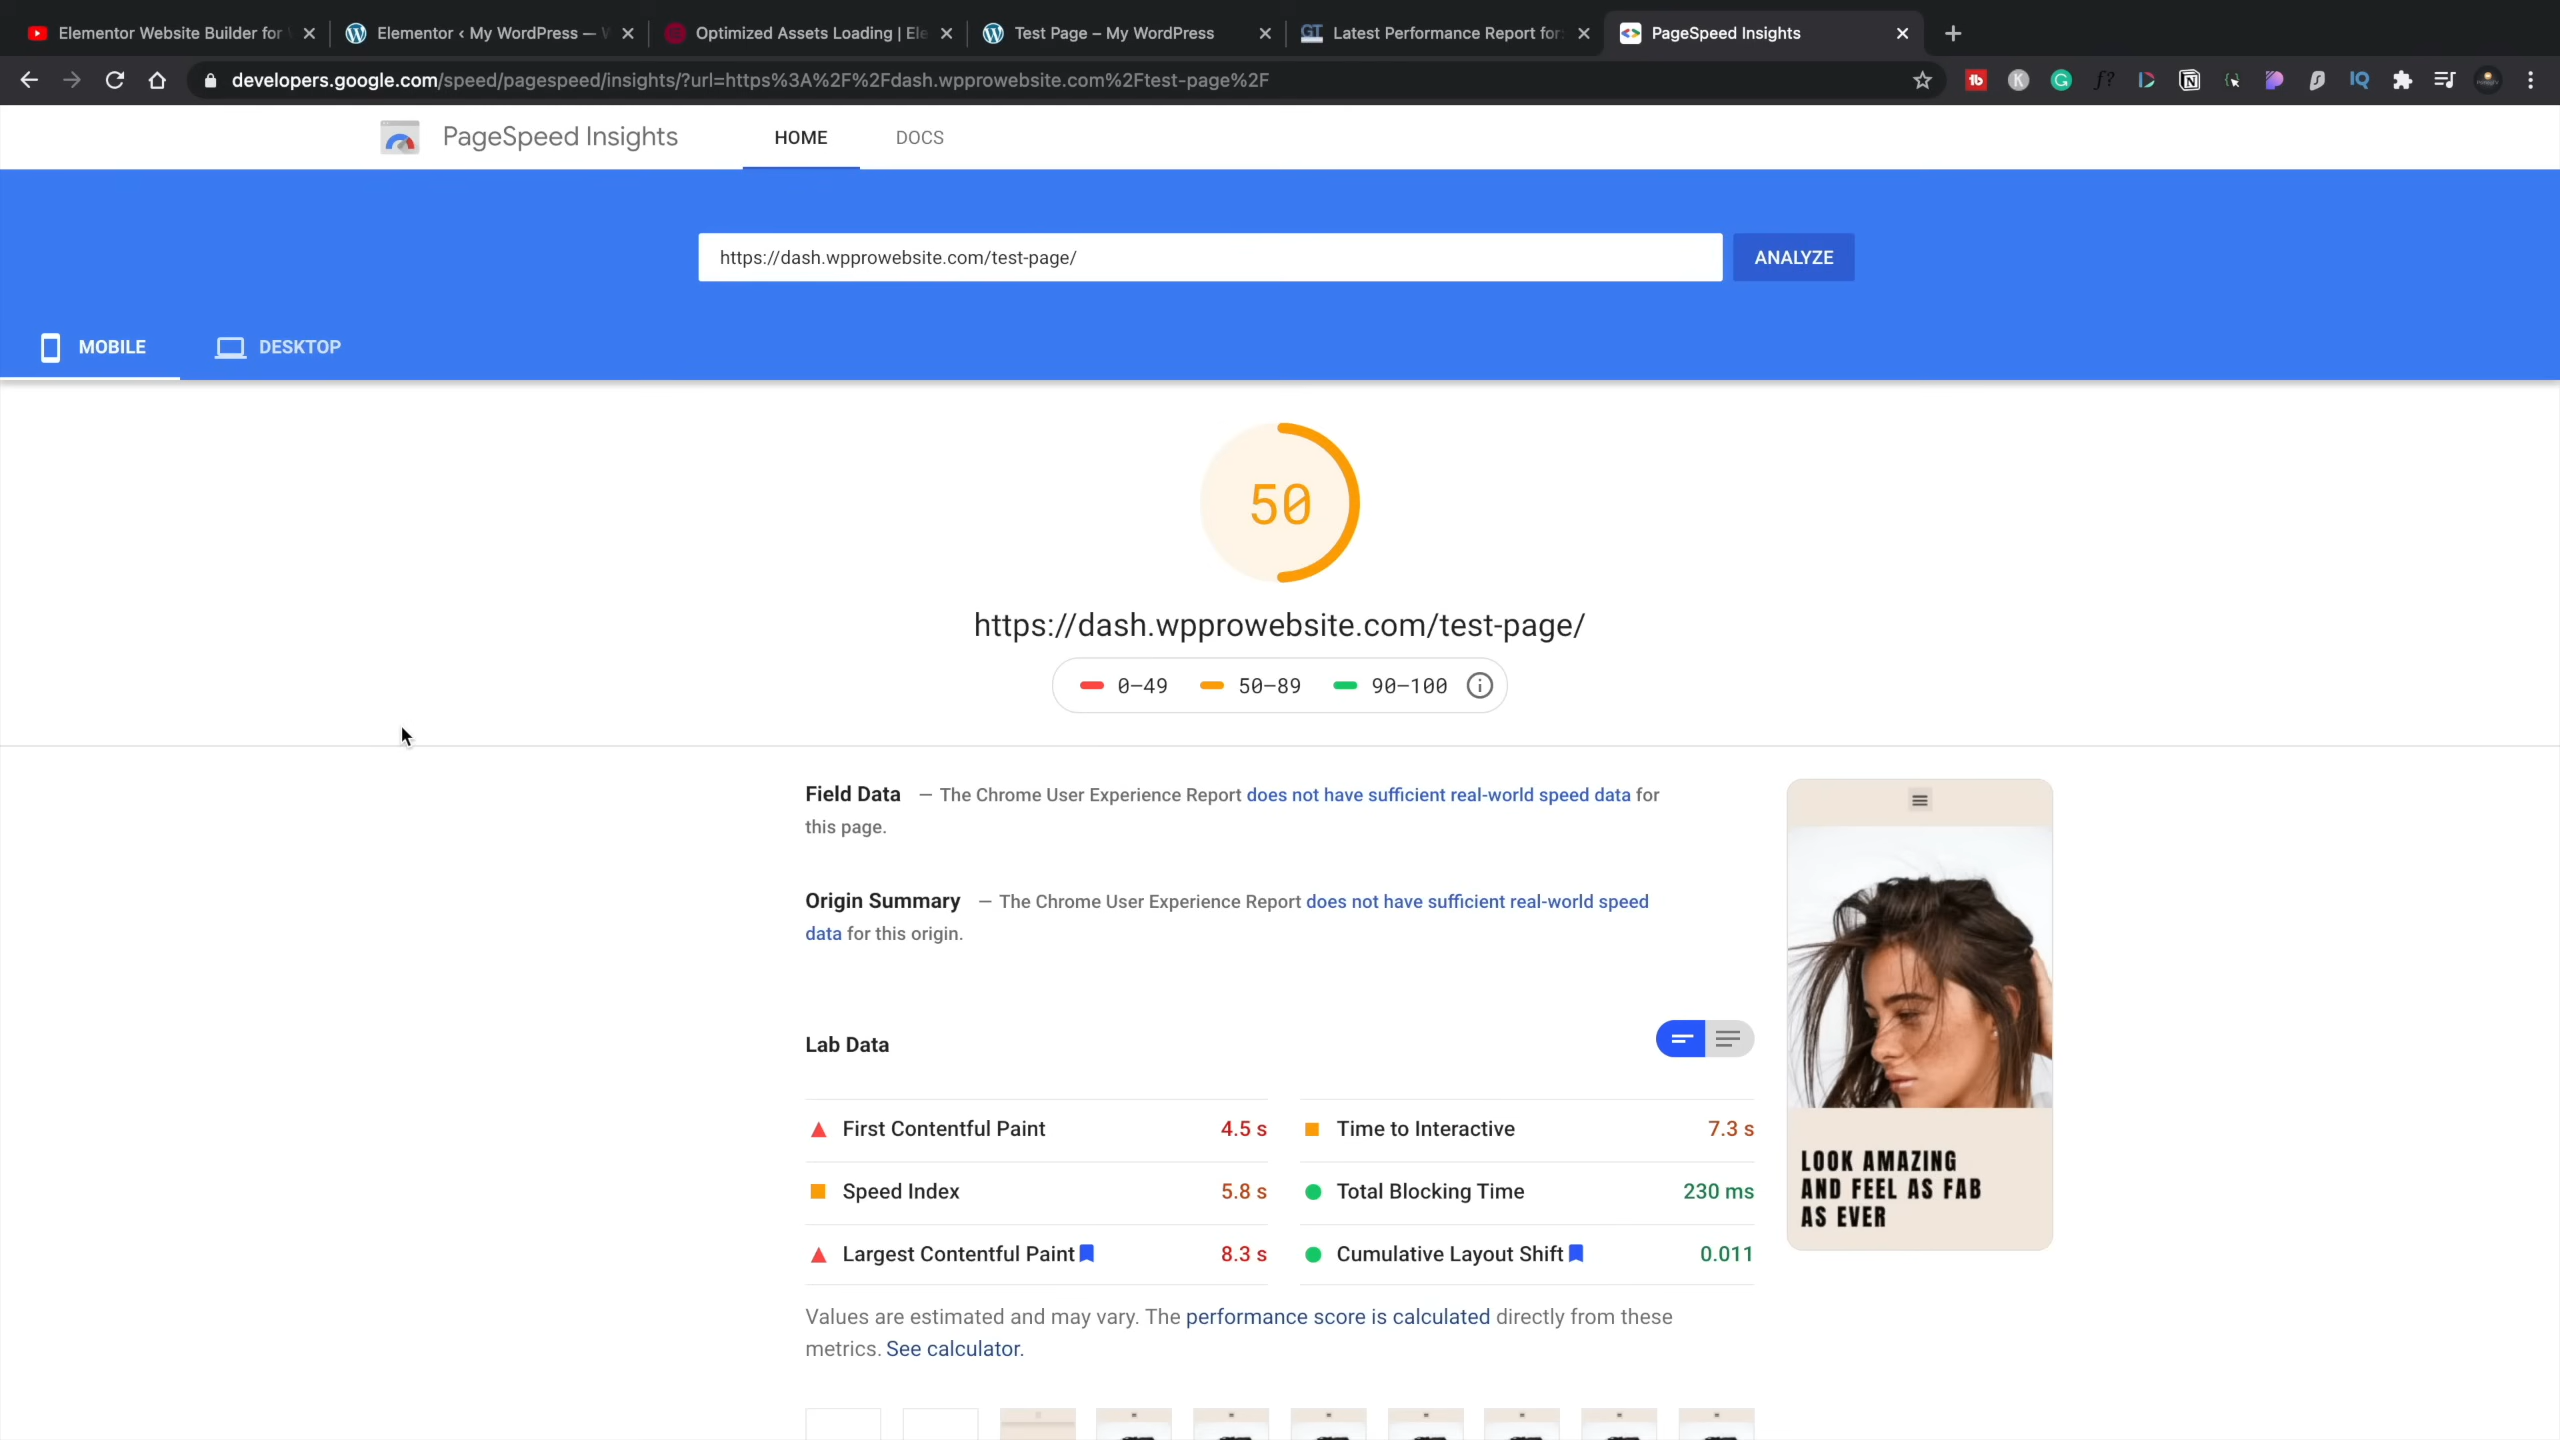 Elementor Website Builder for
Elementor ‹ My WordPress —
Optimized Assets Loading | Ele
Test Page – My WordPress
GT
Latest Performance Report for:
PageSpeed Insights
developers.google.com/speed/pagespeed/insights/?url=https%3A%2F%2Fdash.wpprowebsite.com%2Ftest-page%2F
PageSpeed Insights
HOME
DOCS
https://dash.wpprowebsite.com/test-page/
ANALYZE
MOBILE
DESKTOP
50
https://dash.wpprowebsite.com/test-page/
0–49
50–89
90–100
Field Data — The Chrome User Experience Report does not have sufficient real-world speed data for
this page.
Origin Summary — The Chrome User Experience Report does not have sufficient real-world speed
data for this origin.
Lab Data
First Contentful Paint 4.5 s
Time to Interactive 7.3 s
Speed Index 5.8 s
Total Blocking Time 230 ms
Largest Contentful Paint 8.3 s
Cumulative Layout Shift 0.011
Values are estimated and may vary. The performance score is calculated directly from these
metrics. See calculator.
LOOK AMAZING
AND FEEL AS FAB
AS EVER